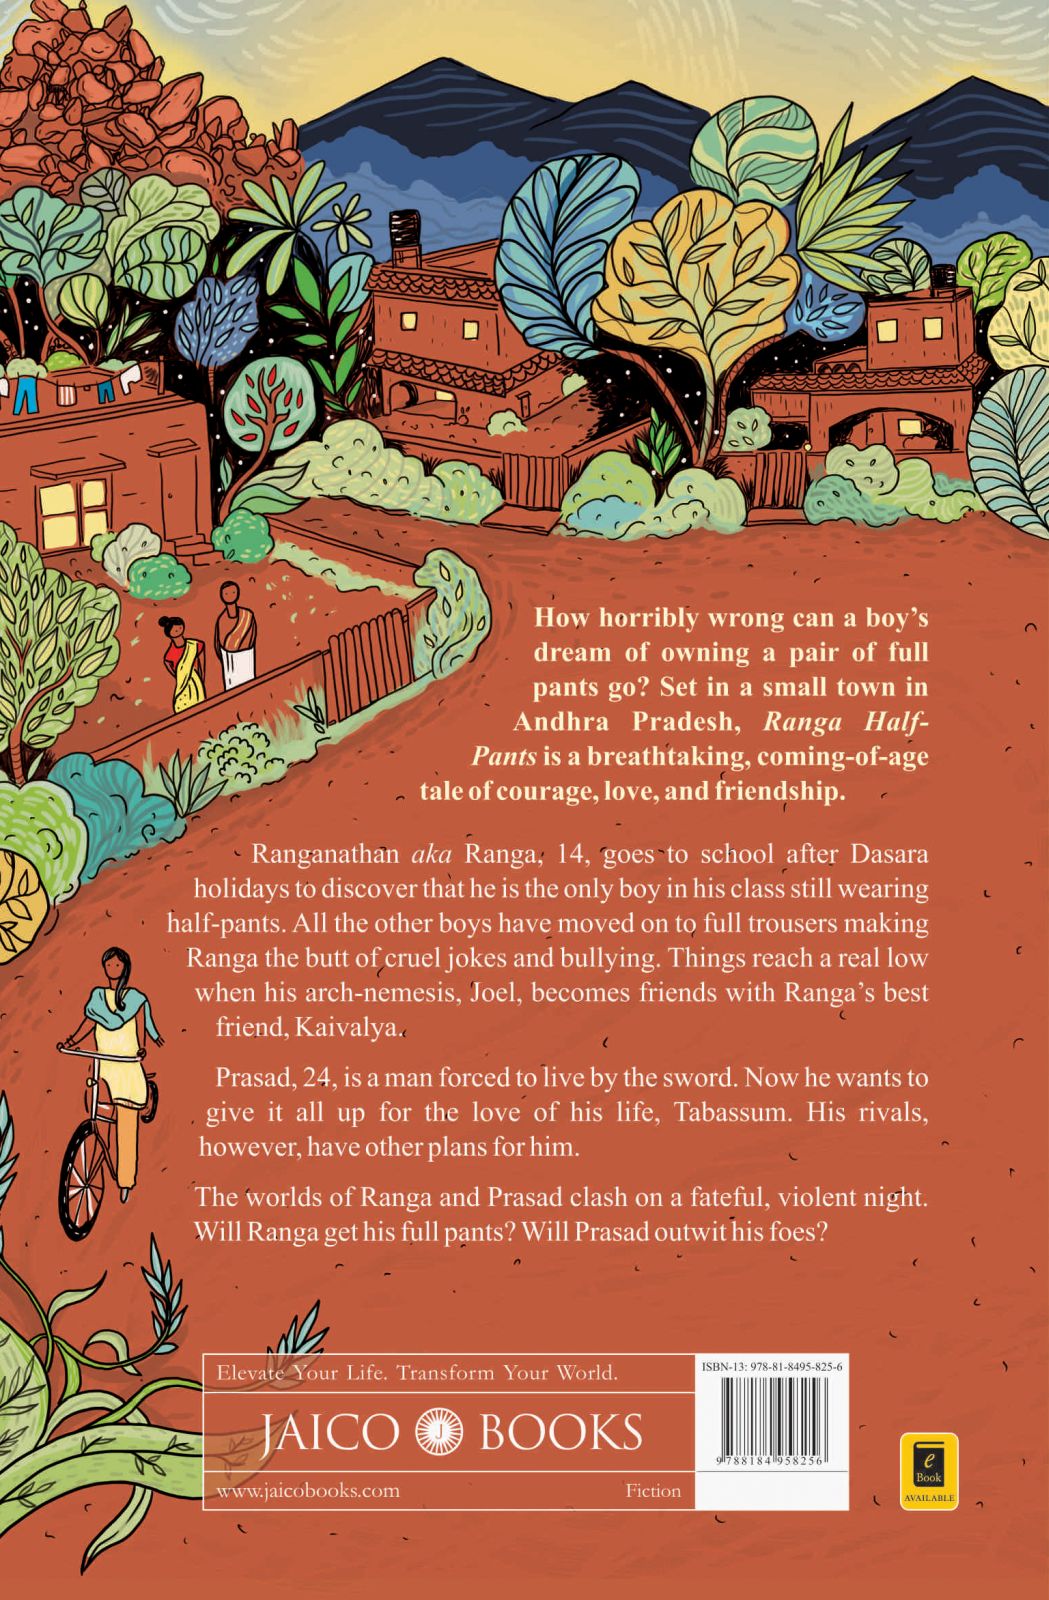 How horribly wrong can a boy’s
dream of owning a pair of full
pants go? Set in a small town in
Andhra Pradesh, Ranga Half-
Pants is a breathtaking, coming-of-age
tale of courage, love, and friendship.
Ranganathan aka Ranga, 14, goes to school after Dasara
holidays to discover that he is the only boy in his class still wearing
half-pants. All the other boys have moved on to full trousers making
Ranga the butt of cruel jokes and bullying. Things reach a real low
when his arch-nemesis, Joel, becomes friends with Ranga’s best
friend, Kaivalya.
Prasad, 24, is a man forced to live by the sword. Now he wants to
give it all up for the love of his life, Tabassum. His rivals,
however, have other plans for him.
The worlds of Ranga and Prasad clash on a fateful, violent night.
Will Ranga get his full pants? Will Prasad outwit his foes?
Elevate Your Life. Transform Your World.
JAICO J BOOKS
www.jaicobooks.com Fiction
ISBN-13: 978-81-8495-825-6
9 788184 958256
e
Book
AVAILABLE